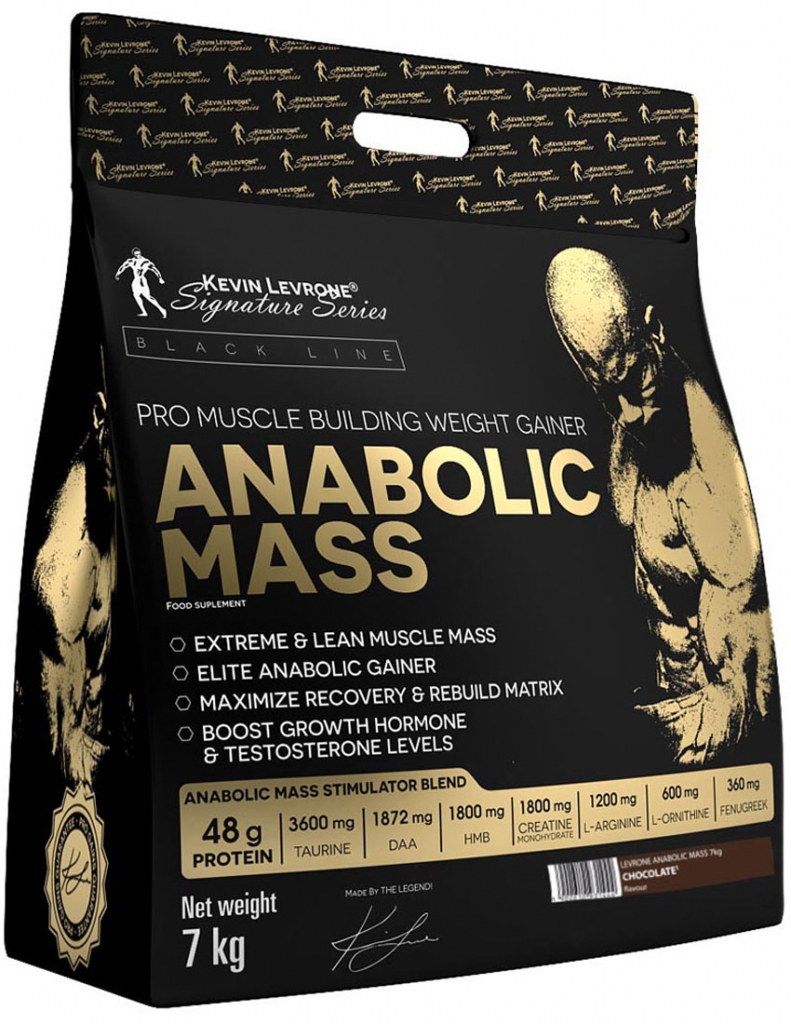 KEVIN LEVRONE®
Signature Series
BLACK LINE
PRO MUSCLE BUILDING WEIGHT GAINER
ANABOLIC
MASS
FOOD SUPLEMENT
EXTREME & LEAN MUSCLE MASS
ELITE ANABOLIC GAINER
MAXIMIZE RECOVERY & REBUILD MATRIX
BOOST GROWTH HORMONE
& TESTOSTERONE LEVELS
ANABOLIC MASS STIMULATOR BLEND
48 g PROTEIN
3600 mg TAURINE
1872 mg DAA
1800 mg HMB
1800 mg CREATINE MONOHYDRATE
1200 mg L-ARGININE
600 mg L-ORNITHINE
360 mg FENUGREEK
LEVRONE ANABOLIC MASS 7kg
CHOCOLATE¹
flavour
Net weight
7 kg
MADE BY THE LEGEND!